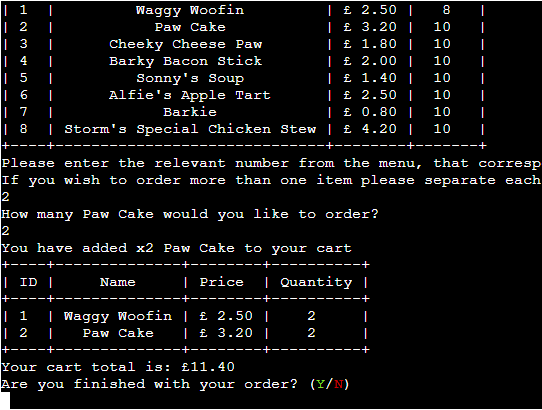 | 1  |        Waggy Woofin         | £ 2.50 |   8   |
| 2  |          Paw Cake           | £ 3.20 |  10   |
| 3  |      Cheeky Cheese Paw      | £ 1.80 |  10   |
| 4  |      Barky Bacon Stick      | £ 2.00 |  10   |
| 5  |        Sonny's Soup         | £ 1.40 |  10   |
| 6  |     Alfie's Apple Tart      | £ 2.50 |  10   |
| 7  |           Barkie            | £ 0.80 |  10   |
| 8  | Storm's Special Chicken Stew | £ 4.20 |  10   |
+----+------------------------------+--------+-------+
Please enter the relevant number from the menu, that corresp
If you wish to order more than one item please separate each
2
How many Paw Cake would you like to order?
2
You have added x2 Paw Cake to your cart
+----+--------------+--------+----------+
| ID |     Name     | Price  | Quantity |
+----+--------------+--------+----------+
| 1  | Waggy Woofin | £ 2.50 |    2     |
| 2  |   Paw Cake   | £ 3.20 |    2     |
+----+--------------+--------+----------+
Your cart total is: £11.40
Are you finished with your order? (Y/N)